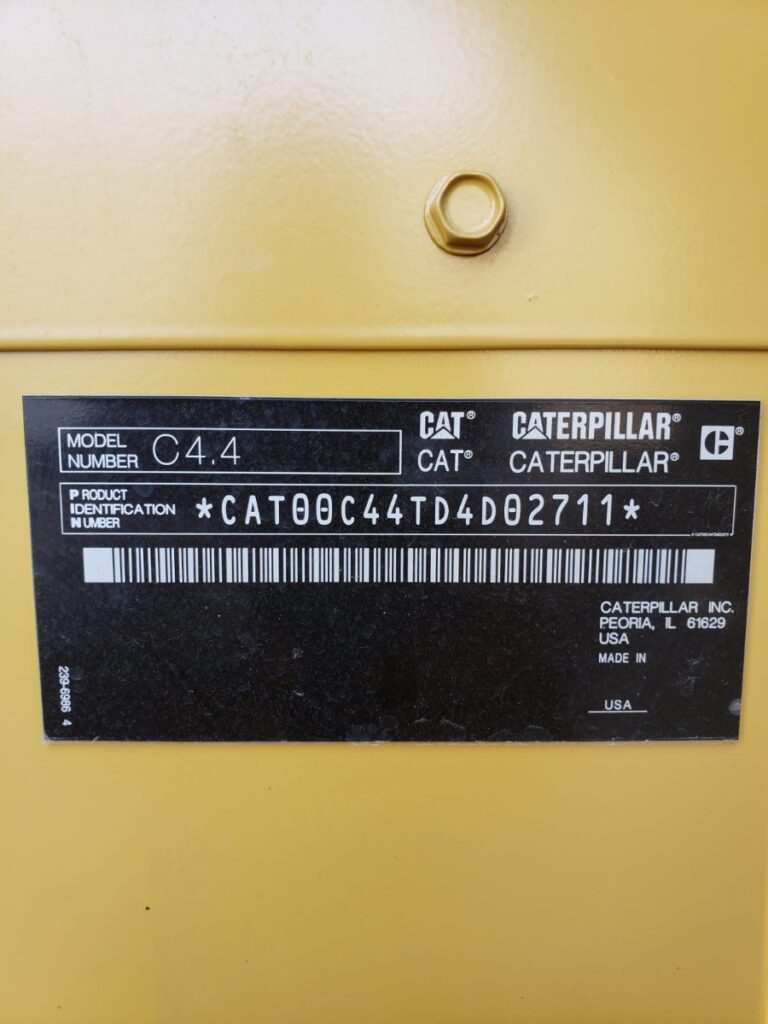 MODEL NUMBER C4.4
CAT® CATERPILLAR® ®
CAT® CATERPILLAR®
PRODUCT IDENTIFICATION NUMBER *CAT00C44TD4D02711*
CATERPILLAR INC.
PEORIA, IL 61629
USA
MADE IN
USA
239-6986 4